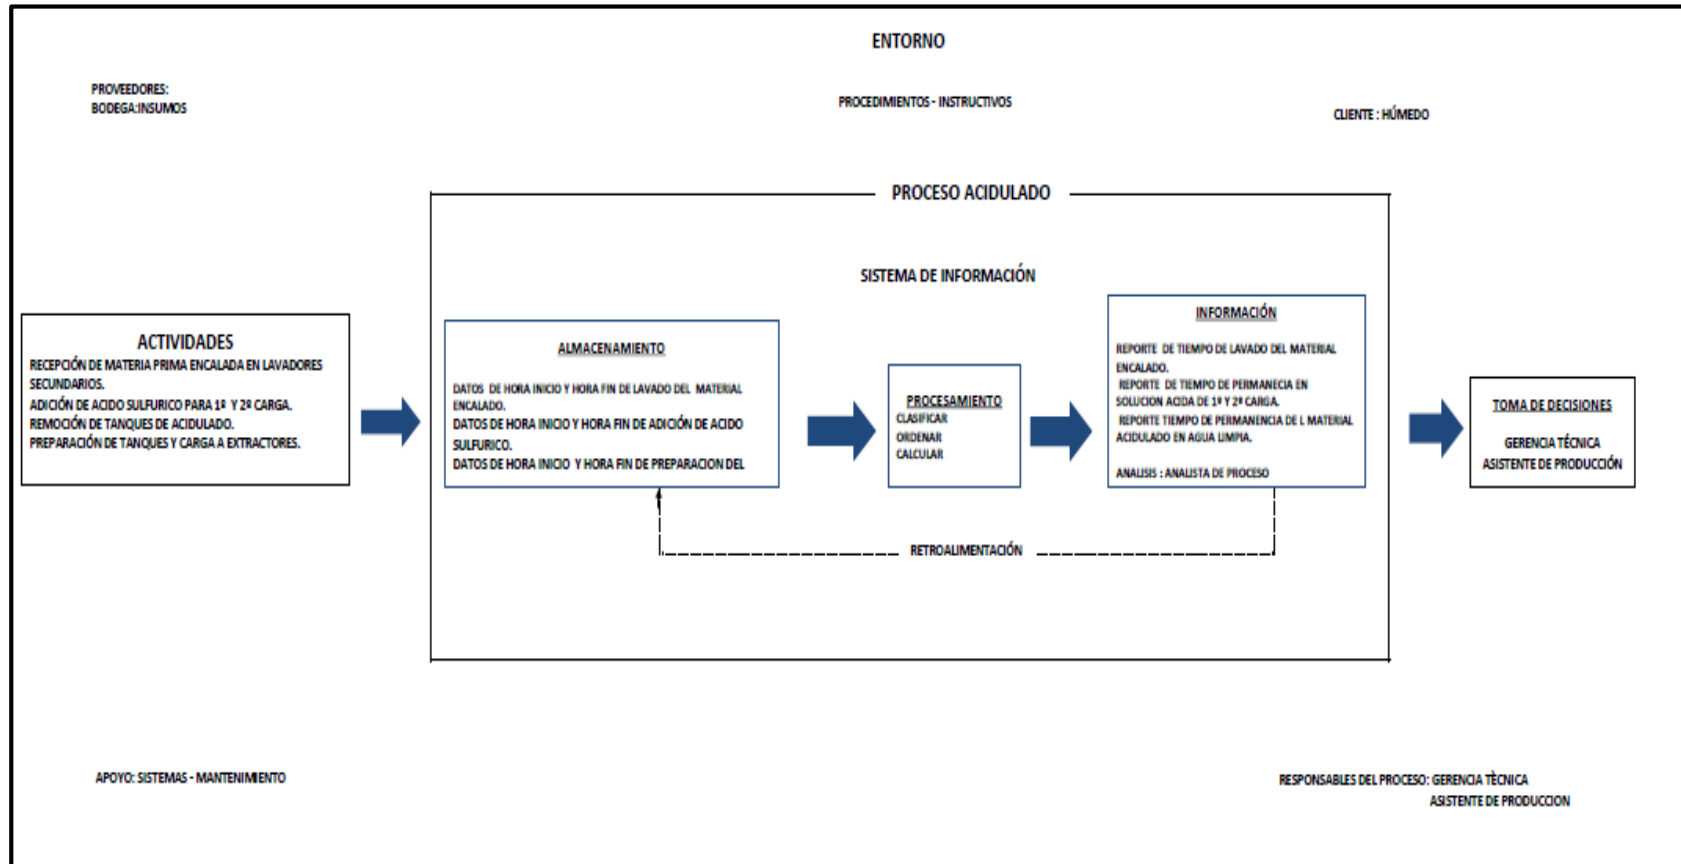 ENTORNO
PROVEEDORES:
BODEGA:INSUMOS
PROCEDIMIENTOS - INSTRUCTIVOS
CLIENTE : HÚMEDO
PROCESO ACIDULADO
SISTEMA DE INFORMACIÓN
ACTIVIDADES
RECEPCIÓN DE MATERIA PRIMA ENCALADA EN LAVADORES
SECUNDARIOS.
ADICIÓN DE ACIDO SULFURICO PARA 1ª Y 2ª CARGA.
REMOCIÓN DE TANQUES DE ACIDULADO.
PREPARACIÓN DE TANQUES Y CARGA A EXTRACTORES.
ALMACENAMIENTO
DATOS DE HORA INICIO Y HORA FIN DE LAVADO DEL MATERIAL
ENCALADO.
DATOS DE HORA INICIO Y HORA FIN DE ADICIÓN DE ACIDO
SULFURICO.
DATOS DE HORA INICIO Y HORA FIN DE PREPARACION DEL
PROCESAMIENTO
CLASIFICAR
ORDENAR
CALCULAR
INFORMACIÓN
REPORTE DE TIEMPO DE LAVADO DEL MATERIAL
ENCALADO.
REPORTE DE TIEMPO DE PERMANECIA EN
SOLUCION ACIDA DE 1ª Y 2ª CARGA.
REPORTE TIEMPO DE PERMANENCIA DE L MATERIAL
ACIDULADO EN AGUA LIMPIA.
ANALISIS : ANALISTA DE PROCESO
TOMA DE DECISIONES
GERENCIA TÉCNICA
ASISTENTE DE PRODUCCIÓN
RETROALIMENTACIÓN
APOYO: SISTEMAS - MANTENIMIENTO
RESPONSABLES DEL PROCESO: GERENCIA TÈCNICA
ASISTENTE DE PRODUCCION